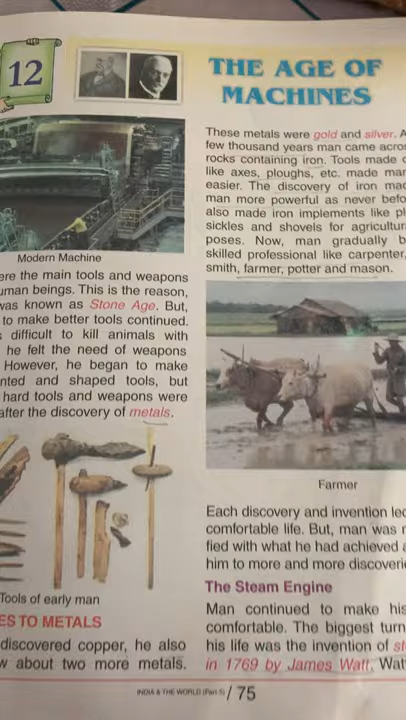 12
THE AGE OF
MACHINES
Modern Machine
ere the main tools and weapons
uman beings. This is the reason,
was known as Stone Age. But,
to make better tools continued.
difficult to kill animals with
he felt the need of weapons
However, he began to make
nted and shaped tools, but
hard tools and weapons were
after the discovery of metals.
Tools of early man
ES TO METALS
discovered copper, he also
w about two more metals.
These metals were gold and silver. A
few thousand years man came acros
rocks containing iron. Tools made o
like axes, ploughs, etc. made man
easier. The discovery of iron mad
man more powerful as never befo
also made iron implements like pl
sickles and shovels for agricultur
poses. Now, man gradually b
skilled professional like carpenter,
smith, farmer, potter and mason.
Farmer
Each discovery and invention led
comfortable life. But, man was n
fied with what he had achieved a
him to more and more discoveri
The Steam Engine
Man continued to make his
comfortable. The biggest turn
his life was the invention of st
in 1769 by James Watt. Wat
INDIA & THE WORLD (Part-5) / 75